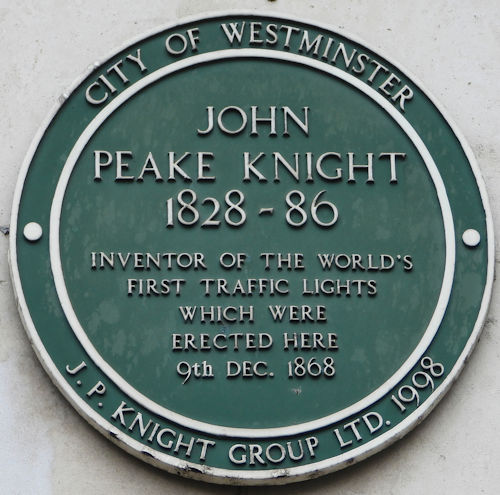 CITY OF WESTMINSTER
JOHN
PEAKE KNIGHT
1828 - 86
INVENTOR OF THE WORLD'S
FIRST TRAFFIC LIGHTS
WHICH WERE
ERECTED HERE
9th DEC. 1868
J. P. KNIGHT GROUP LTD. 1998